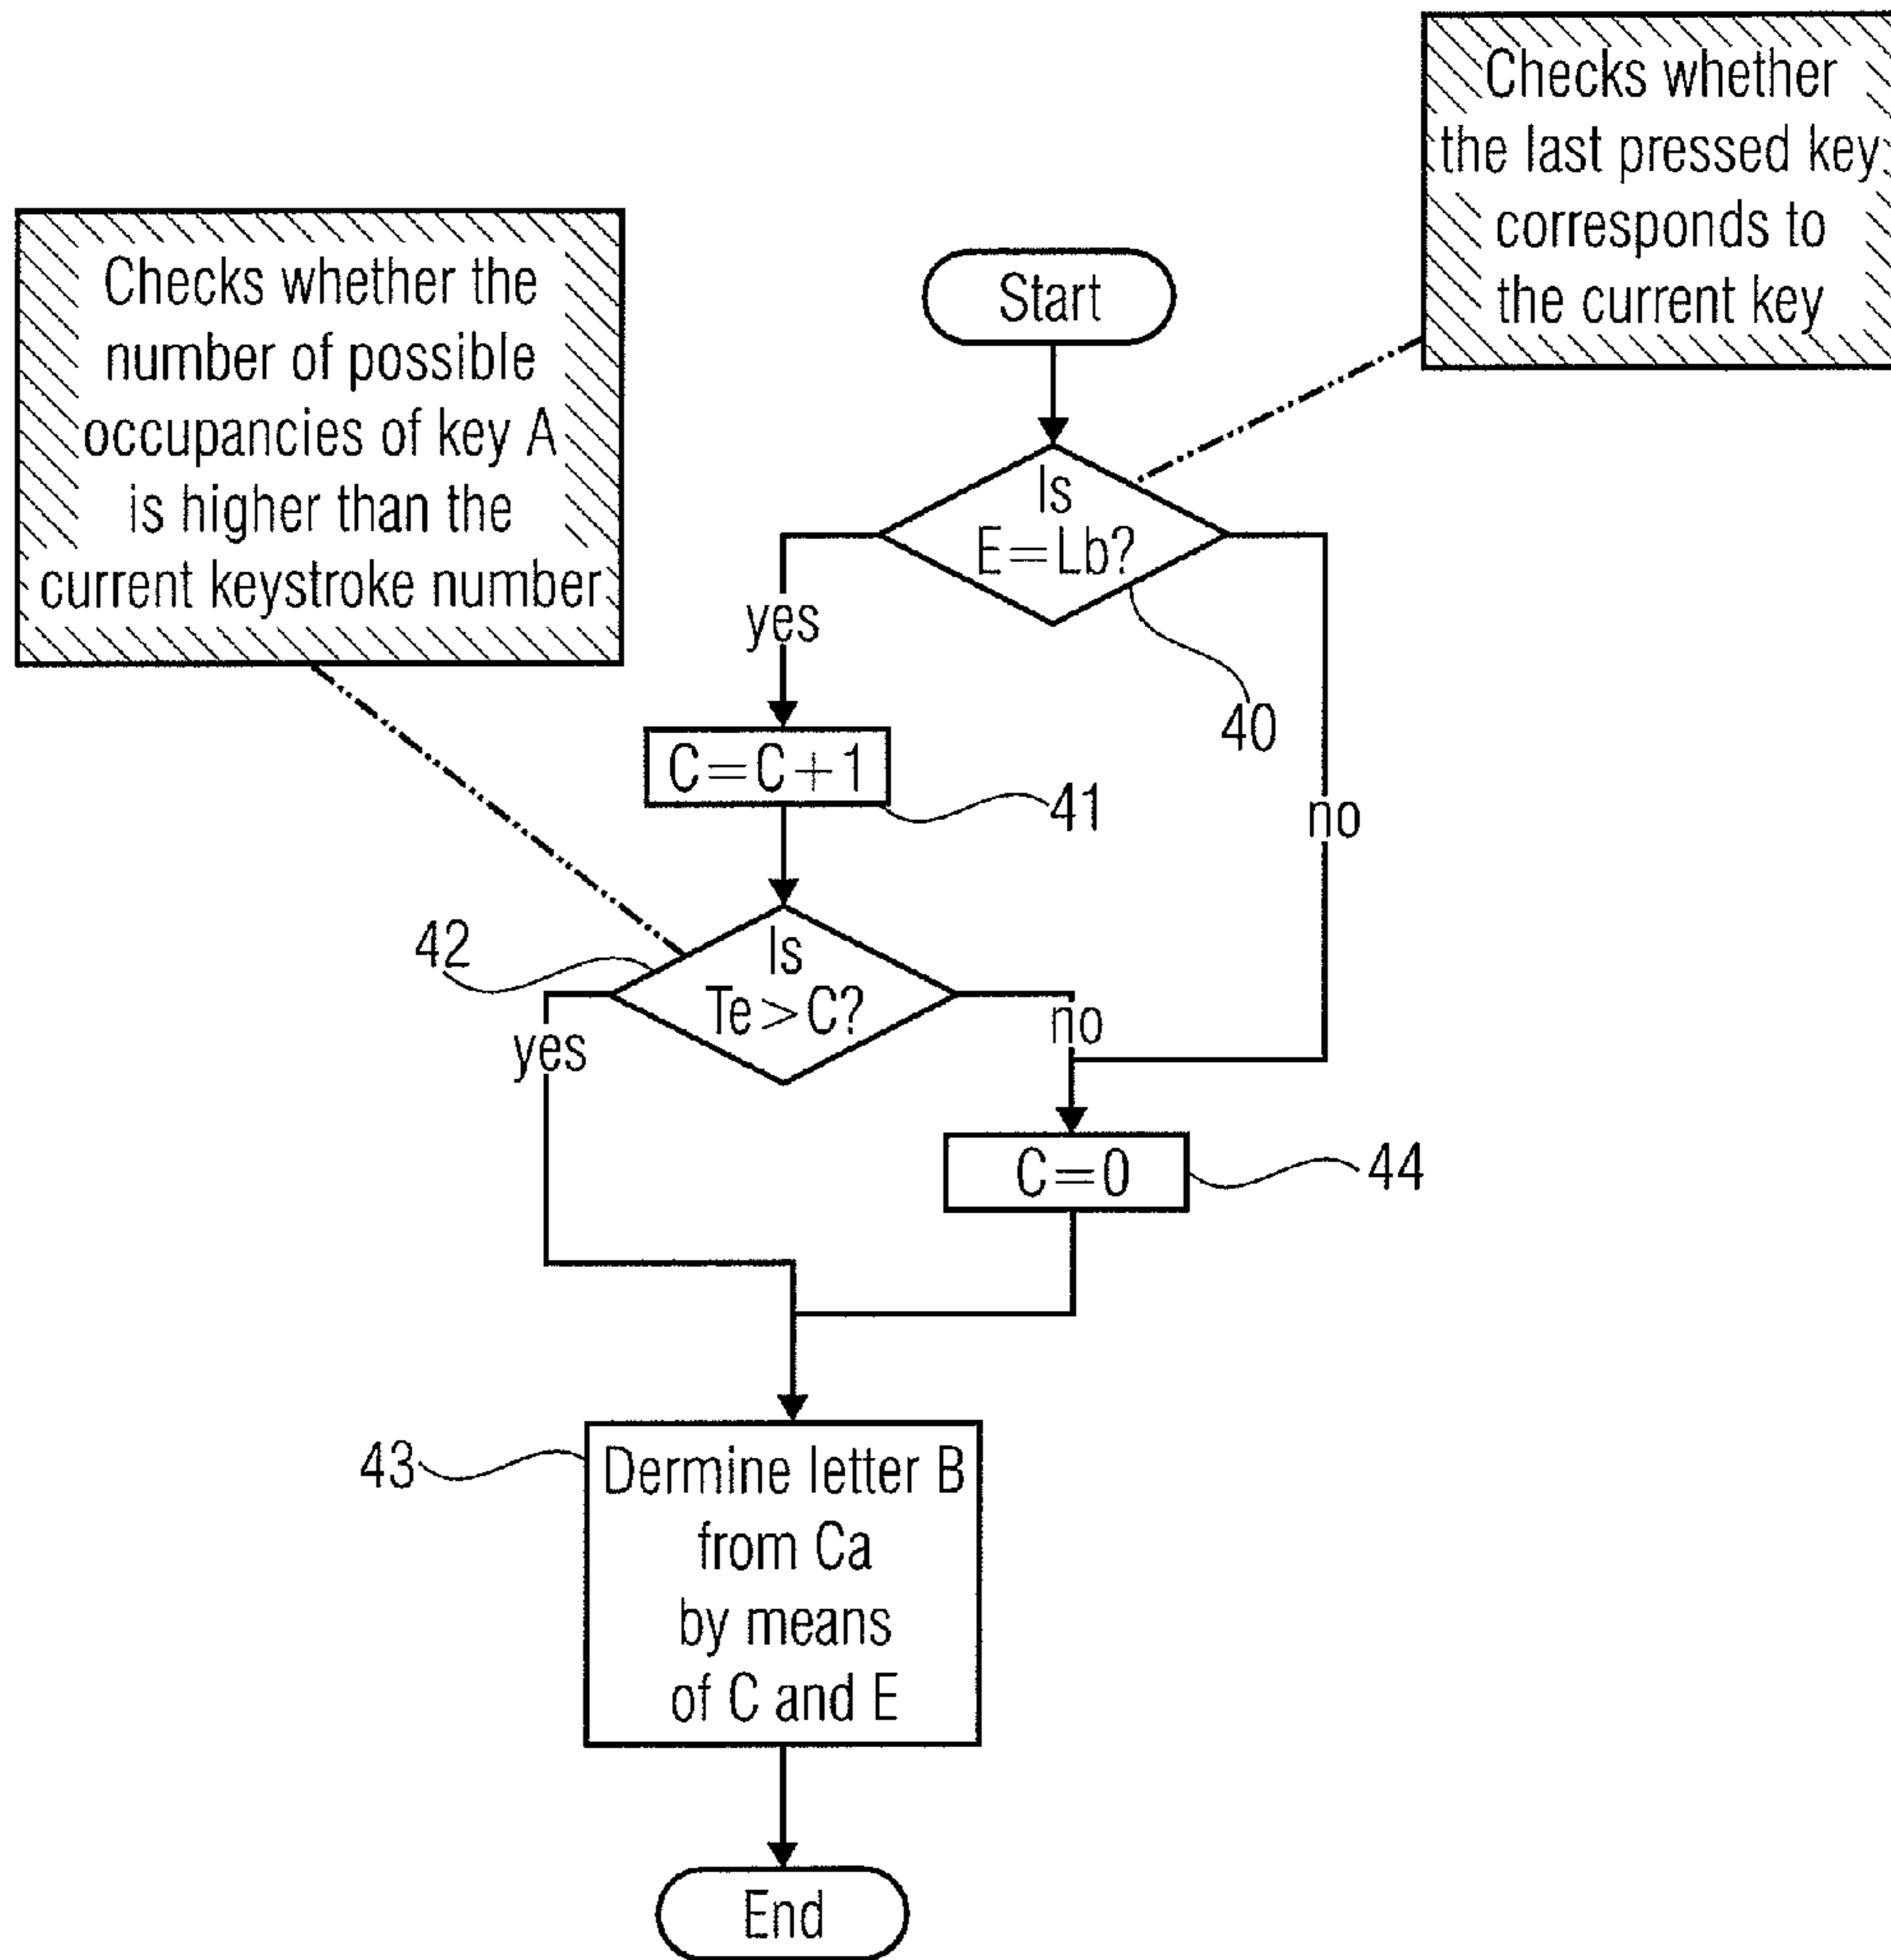 Checks whether
the last pressed key
corresponds to
the current key
Checks whether the
number of possible
occupancies of key A
is higher than the
current keystroke number
Start
Is
E=Lb?
yes
40
no
C=C+1
41
42
Is
Te>C?
yes
no
C=0
44
43
Dermine letter B
from Ca
by means
of C and E
End